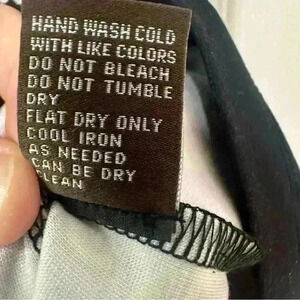 HAND WASH COLD
WITH LIKE COLORS
DO NOT BLEACH
DO NOT TUMBLE
DRY
FLAT DRY ONLY
COOL IRON
AS NEEDED
CAN BE DRY
CLEAN